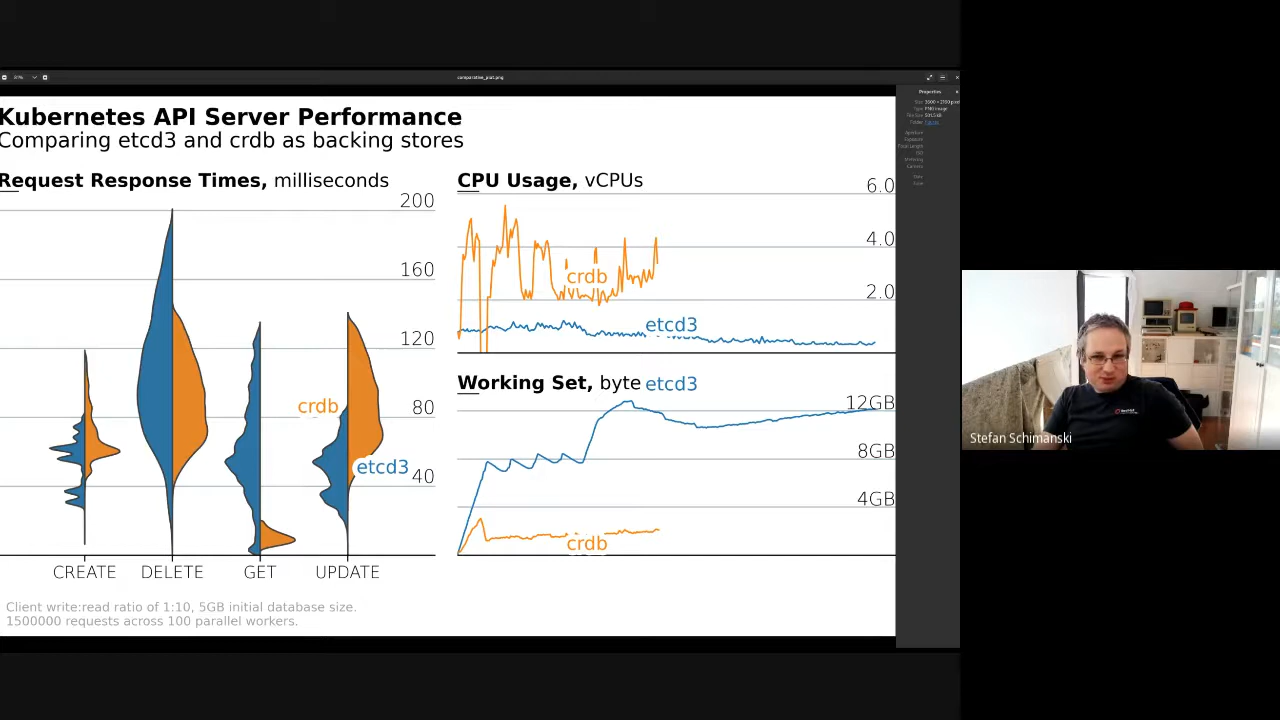 comparative_plot.png
Kubernetes API Server Performance
Comparing etcd3 and crdb as backing stores
Request Response Times, milliseconds
200
160
120
80
40
crdb
etcd3
CREATE DELETE GET UPDATE
Client write:read ratio of 1:10, 5GB initial database size.
1500000 requests across 100 parallel workers.
CPU Usage, vCPUs
6.0
4.0
2.0
crdb
etcd3
Working Set, byte
etcd3
12GB
8GB
4GB
crdb
Properties
Stefan Schimanski